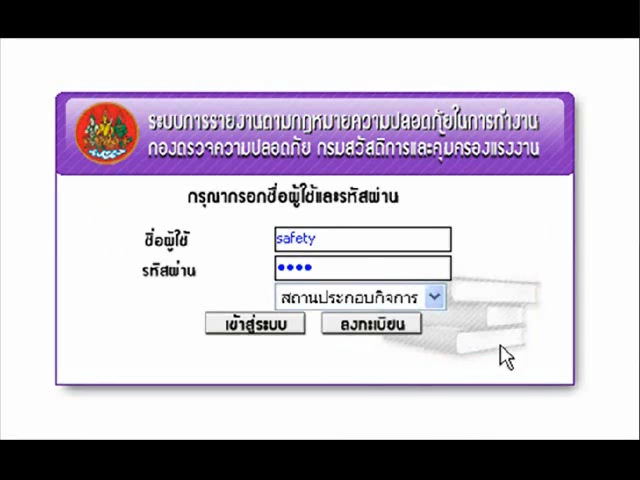 ระบบการรายงานตามกฎหมายความปลอดภัยในการทำงาน
กองตรวจความปลอดภัย กรมสวัสดิการและคุ้มครองแรงงาน
กรุณากรอกชื่อผู้ใช้และรหัสผ่าน
ชื่อผู้ใช้ safety
รหัสผ่าน ●●●●
สถานประกอบกิจการ
เข้าสู่ระบบ ลงทะเบียน